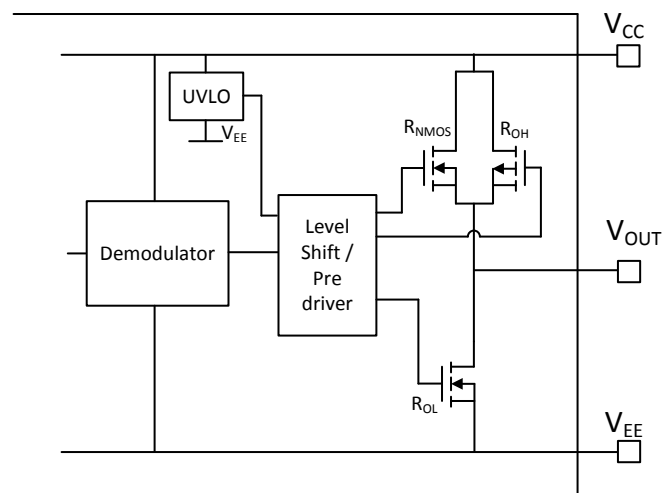 V_CC
UVLO
V_EE
R_NMOS
R_OH
Level
Shift /
Pre
driver
Demodulator
V_OUT
R_OL
V_EE